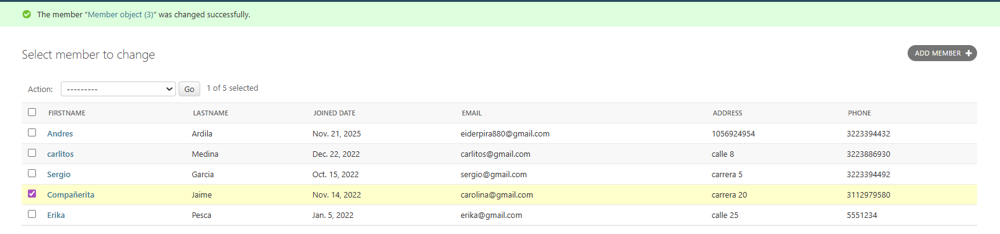 The member “Member object (3)” was changed successfully.
Select member to change
ADD MEMBER +
Action: --------- Go 1 of 5 selected
FIRSTNAME LASTNAME JOINED DATE EMAIL ADDRESS PHONE
Andres Ardila Nov. 21, 2025 eiderpira880@gmail.com 1056924954 3223394432
carlitos Medina Dec. 22, 2022 carlitos@gmail.com calle 8 3223886930
Sergio Garcia Oct. 15, 2022 sergio@gmail.com carrera 5 3223394492
Compañerita Jaime Nov. 14, 2022 carolina@gmail.com carrera 20 3112979580
Erika Pesca Jan. 5, 2022 erika@gmail.com calle 25 5551234